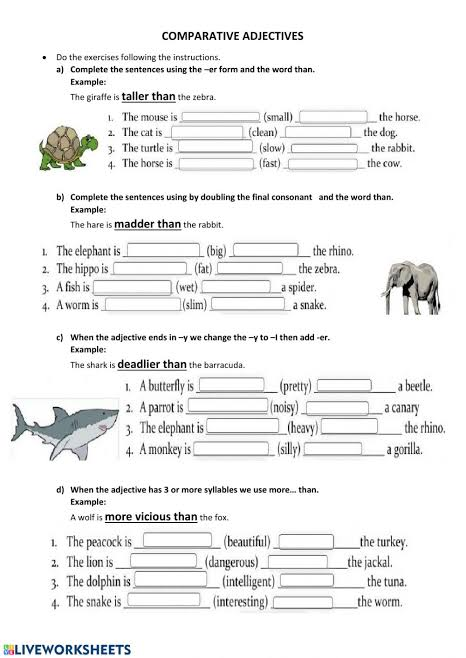 COMPARATIVE ADJECTIVES
• Do the exercises following the instructions.
a) Complete the sentences using the –er form and the word than.
Example:
The giraffe is taller than the zebra.
1. The mouse is (small) the horse.
2. The cat is (clean) the dog.
3. The turtle is (slow) the rabbit.
4. The horse is (fast) the cow.
b) Complete the sentences using by doubling the final consonant and the word than.
Example:
The hare is madder than the rabbit.
1. The elephant is (big) the rhino.
2. The hippo is (fat) the zebra.
3. A fish is (wet) a spider.
4. A worm is (slim) a snake.
c) When the adjective ends in –y we change the –y to –I then add -er.
Example:
The shark is deadlier than the barracuda.
1. A butterfly is (pretty) a beetle.
2. A parrot is (noisy) a canary
3. The elephant is (heavy) the rhino.
4. A monkey is (silly) a gorilla.
d) When the adjective has 3 or more syllables we use more... than.
Example:
A wolf is more vicious than the fox.
1. The peacock is (beautiful) the turkey.
2. The lion is (dangerous) the jackal.
3. The dolphin is (intelligent) the tuna.
4. The snake is (interesting) the worm.
LIVEWORKSHEETS